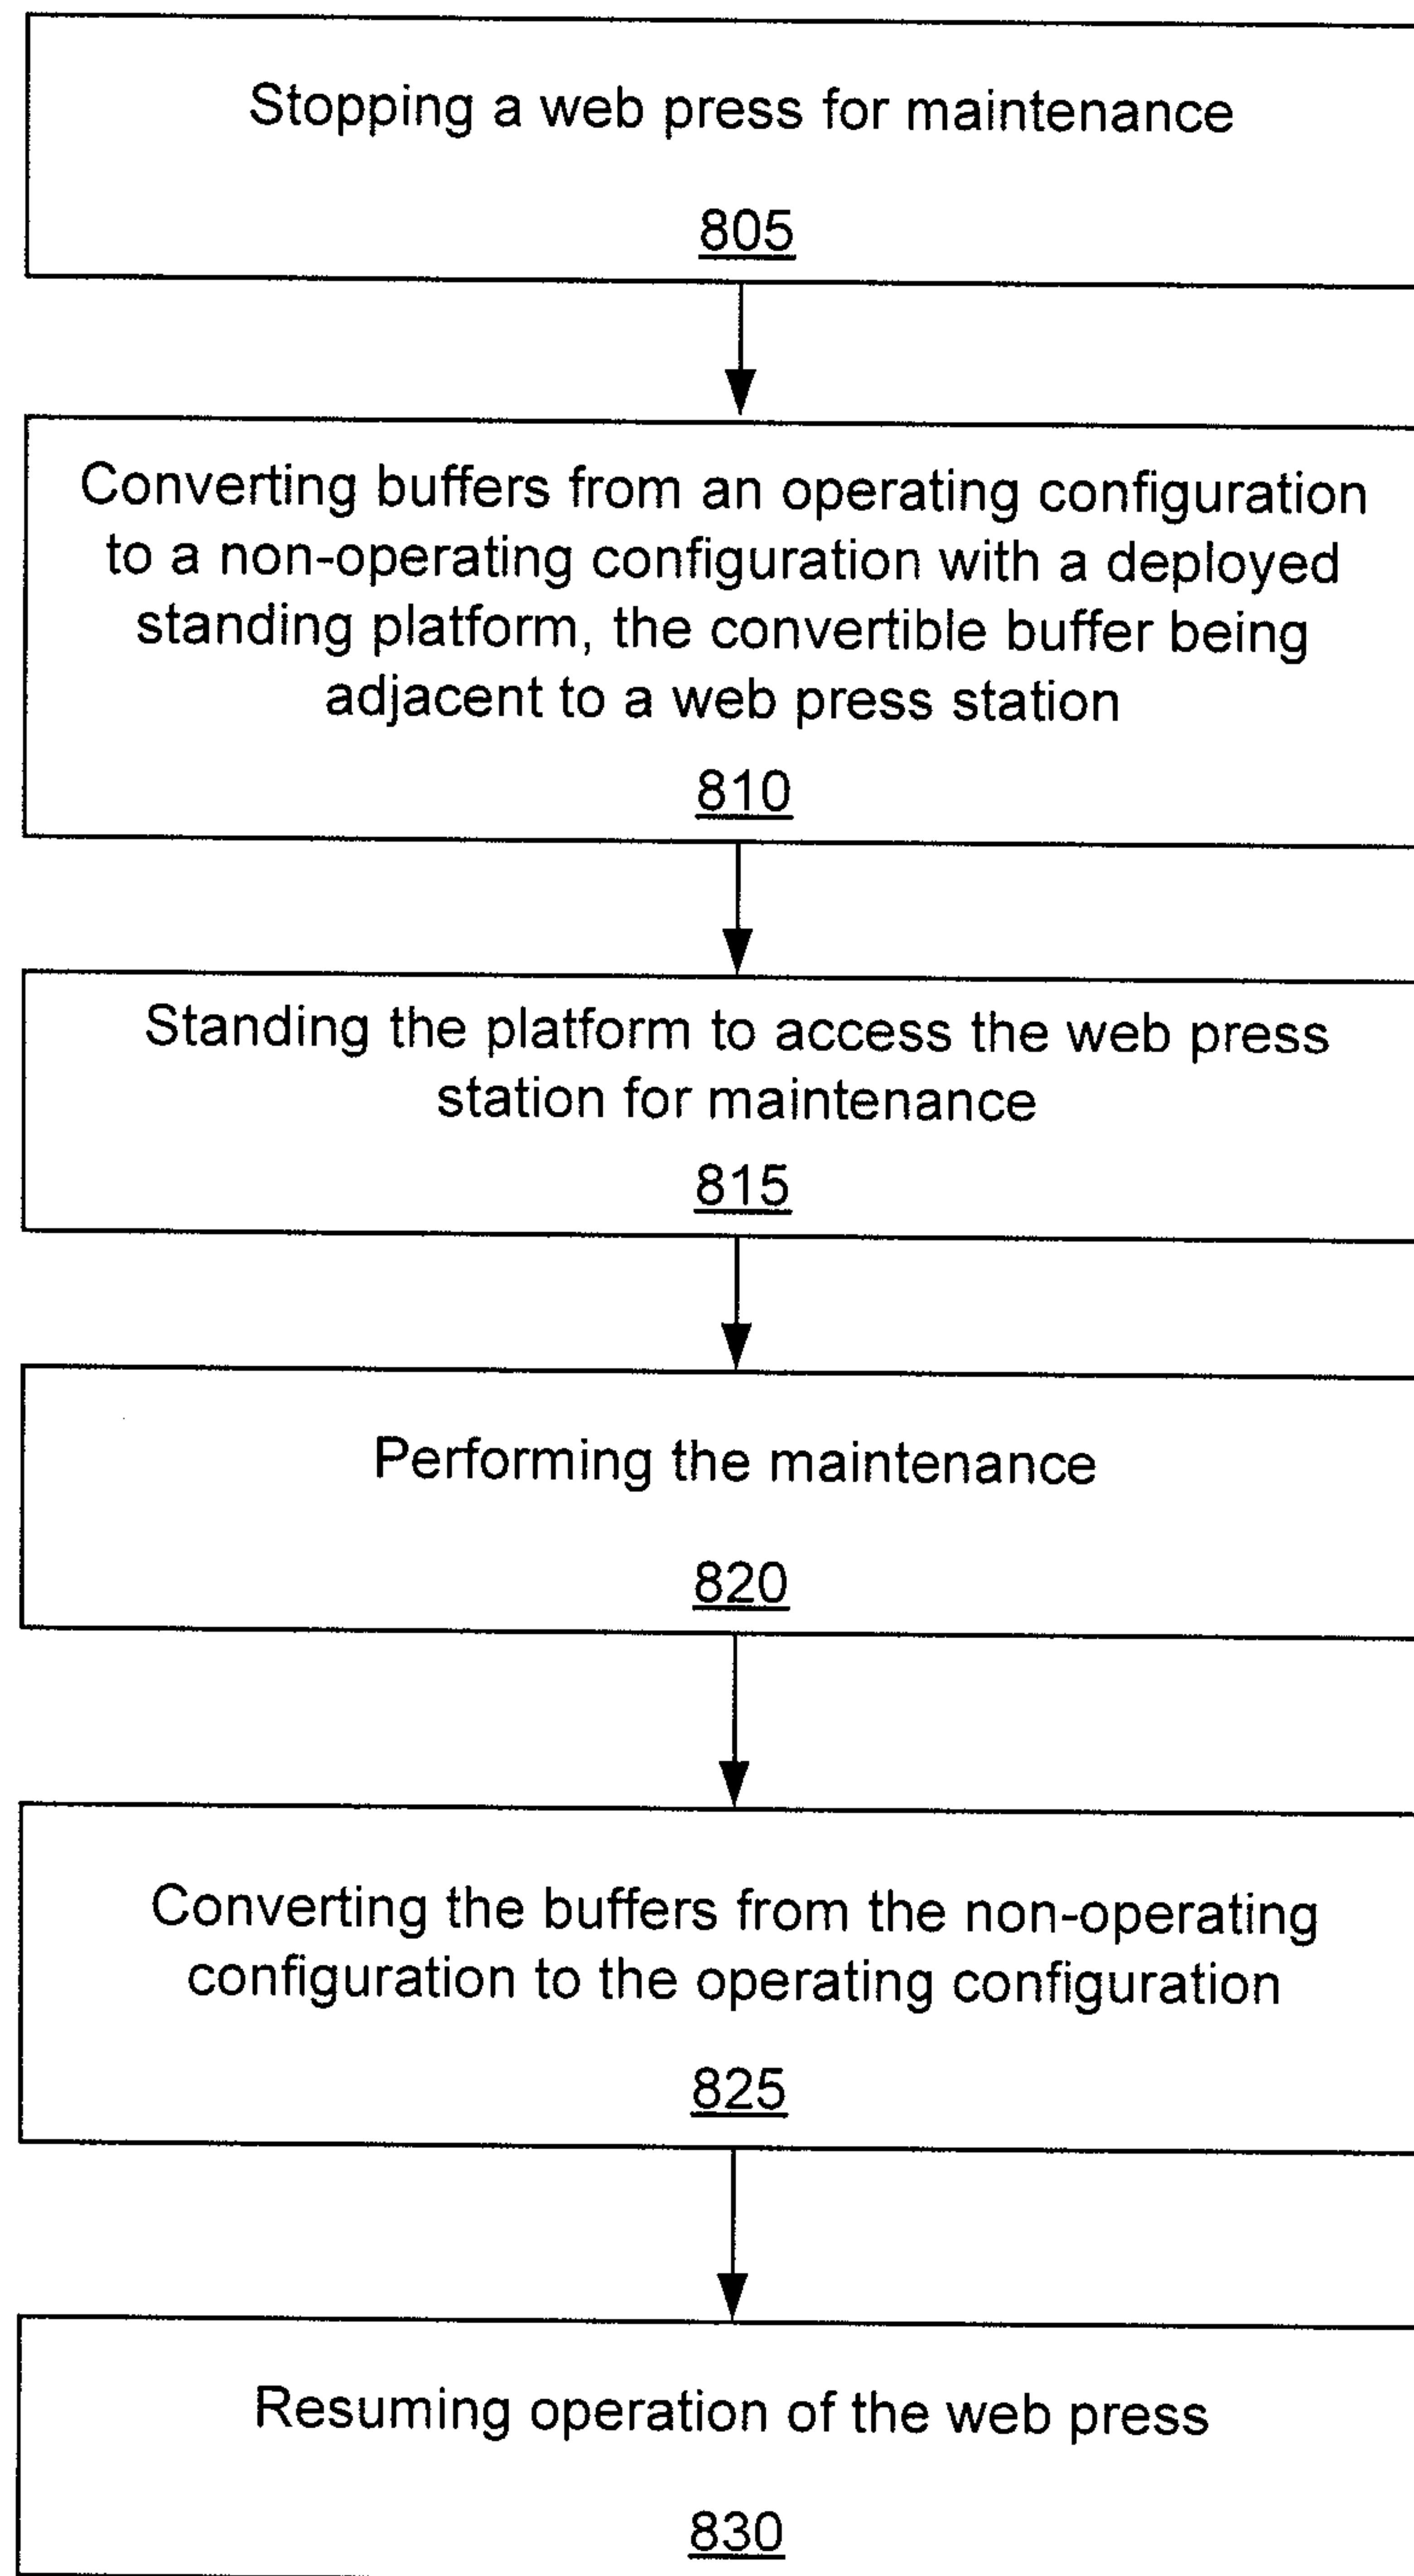 Stopping a web press for maintenance
805
Converting buffers from an operating configuration
to a non-operating configuration with a deployed
standing platform, the convertible buffer being
adjacent to a web press station
810
Standing the platform to access the web press
station for maintenance
815
Performing the maintenance
820
Converting the buffers from the non-operating
configuration to the operating configuration
825
Resuming operation of the web press
830